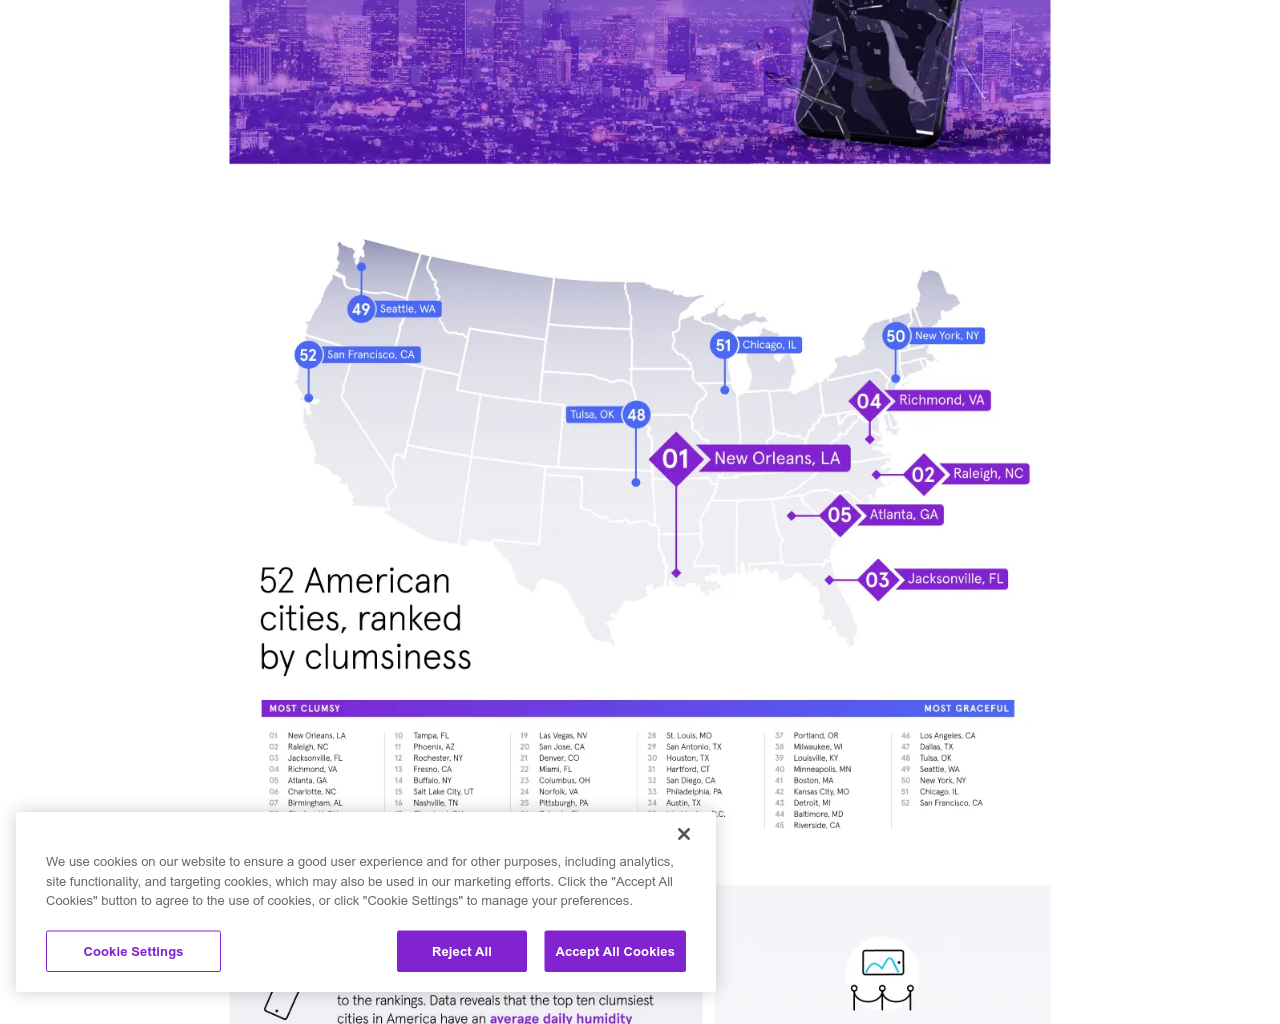 49 Seattle, WA
52 San Francisco, CA
51 Chicago, IL
50 New York, NY
04 Richmond, VA
Tulsa, OK 48
01 New Orleans, LA
02 Raleigh, NC
05 Atlanta, GA
03 Jacksonville, FL
52 American
cities, ranked
by clumsiness
MOST CLUMSY
MOST GRACEFUL
01 New Orleans, LA
02 Raleigh, NC
03 Jacksonville, FL
04 Richmond, VA
05 Atlanta, GA
06 Charlotte, NC
07 Birmingham, AL
10 Tampa, FL
11 Phoenix, AZ
12 Rochester, NY
13 Fresno, CA
14 Buffalo, NY
15 Salt Lake City, UT
16 Nashville, TN
19 Las Vegas, NV
20 San Jose, CA
21 Denver, CO
22 Miami, FL
23 Columbus, OH
24 Norfolk, VA
25 Pittsburgh, PA
28 St. Louis, MO
29 San Antonio, TX
30 Houston, TX
31 Hartford, CT
32 San Diego, CA
33 Philadelphia, PA
34 Austin, TX
37 Portland, OR
38 Milwaukee, WI
39 Louisville, KY
40 Minneapolis, MN
41 Boston, MA
42 Kansas City, MO
43 Detroit, MI
44 Baltimore, MD
45 Riverside, CA
46 Los Angeles, CA
47 Dallas, TX
48 Tulsa, OK
49 Seattle, WA
50 New York, NY
51 Chicago, IL
52 San Francisco, CA
We use cookies on our website to ensure a good user experience and for other purposes, including analytics,
site functionality, and targeting cookies, which may also be used in our marketing efforts. Click the "Accept All
Cookies" button to agree to the use of cookies, or click "Cookie Settings" to manage your preferences.
Cookie Settings
Reject All
Accept All Cookies
to the rankings. Data reveals that the top ten clumsiest
cities in America have an average daily humidity